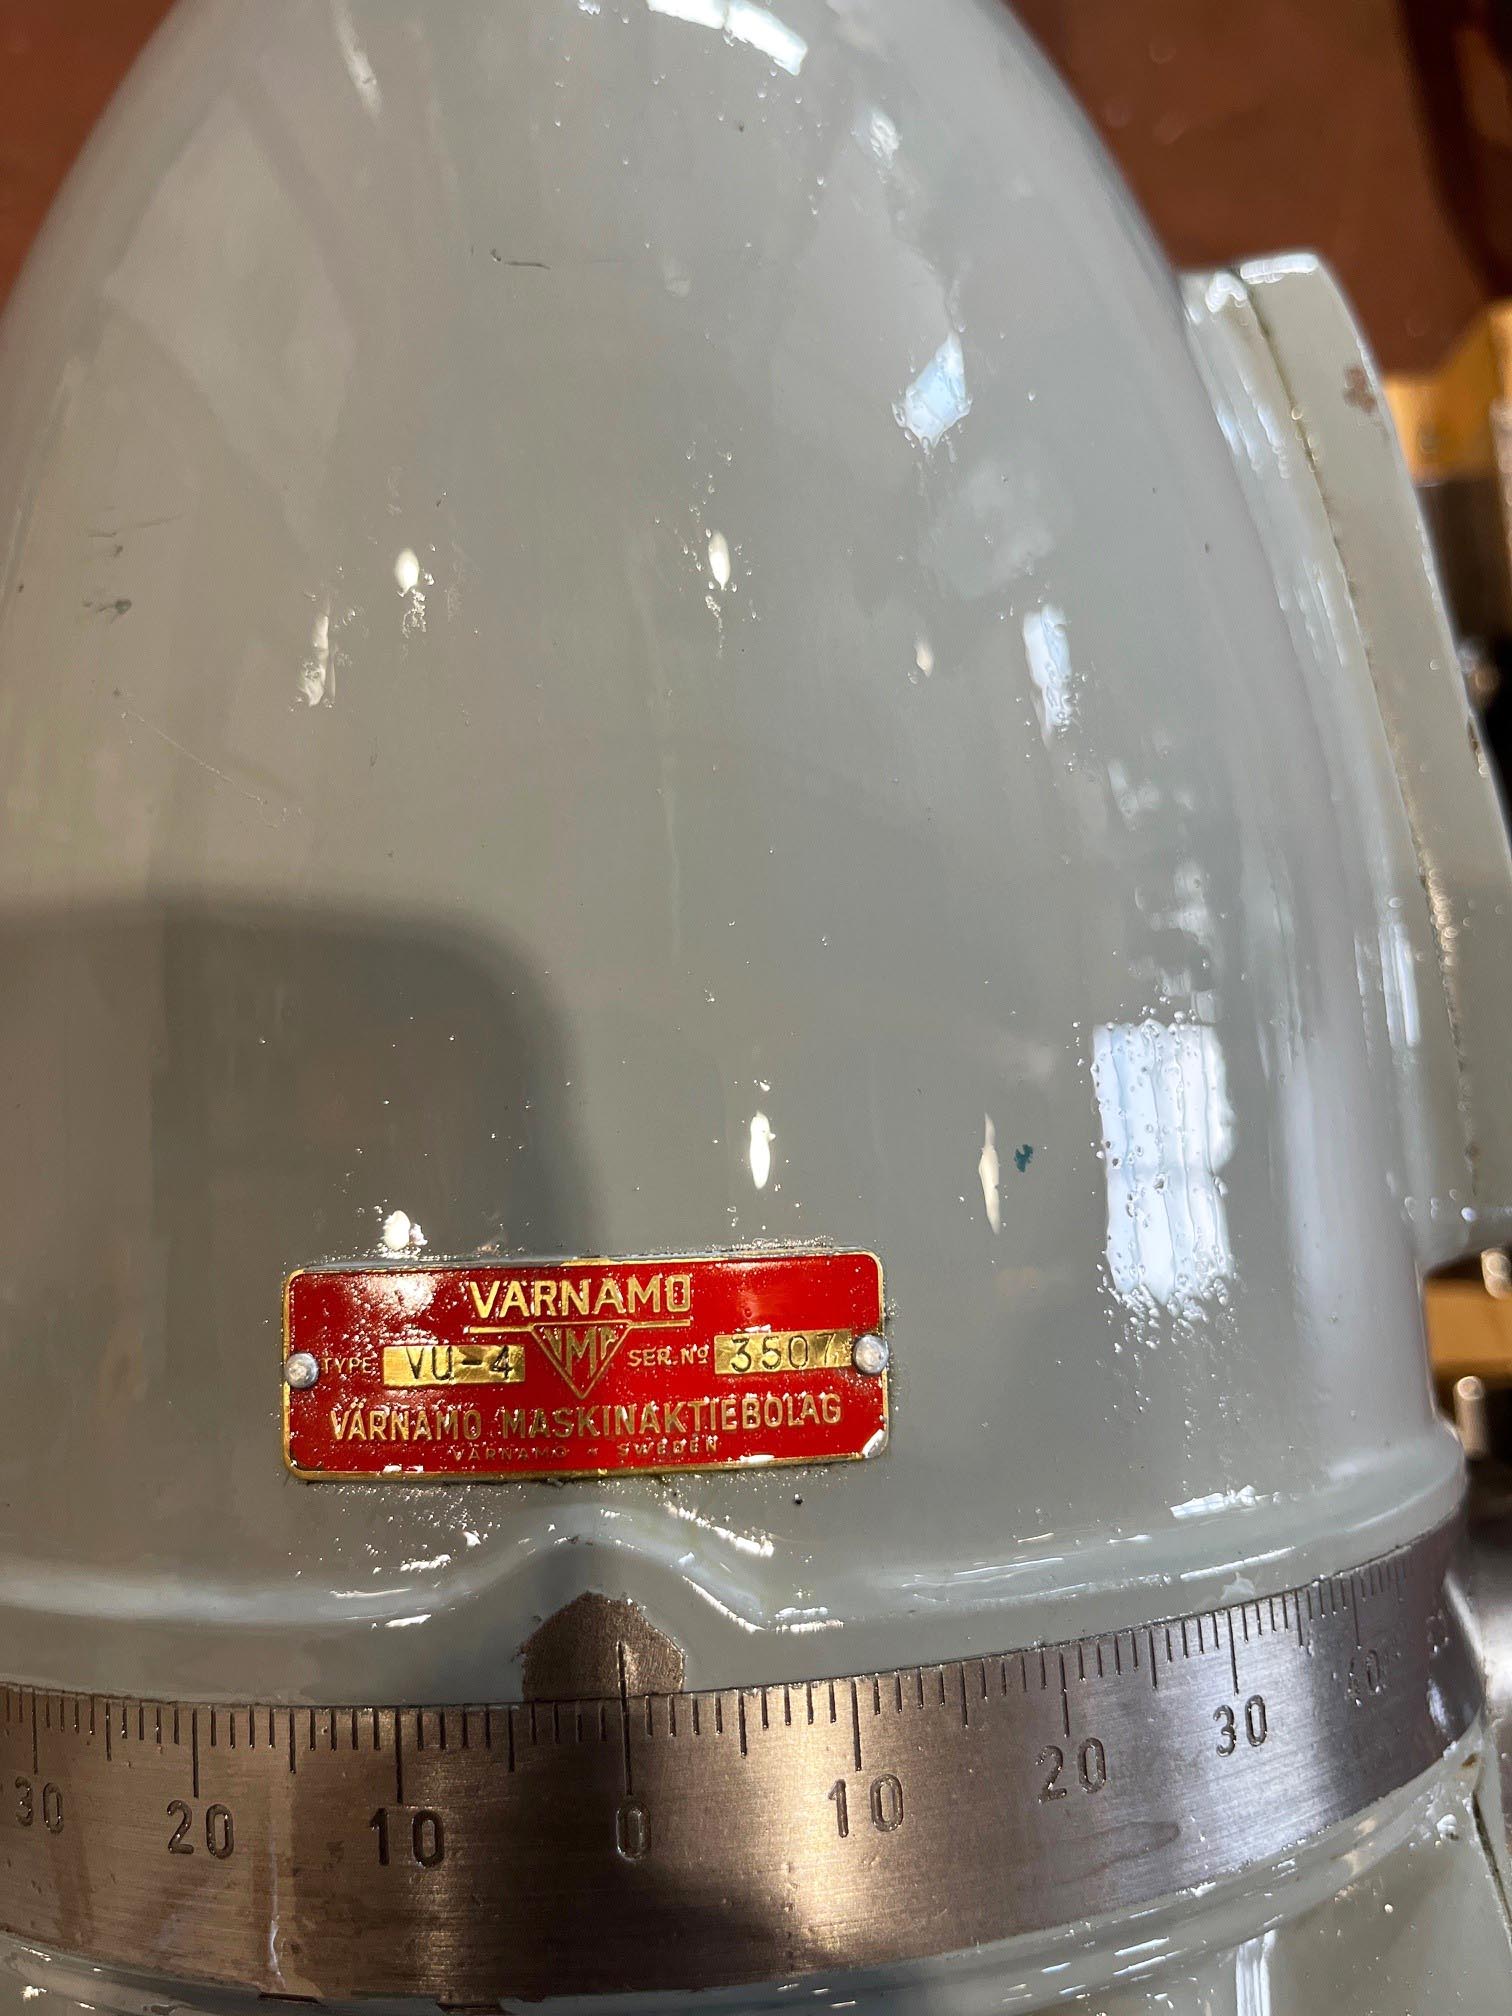 VÄRNAMO
TYPE VU-4 VMA SER. Nº 3507
VÄRNAMO MASKINAKTIEBOLAG
VÄRNAMO - SWEDEN
30 20 10 0 10 20 30 40